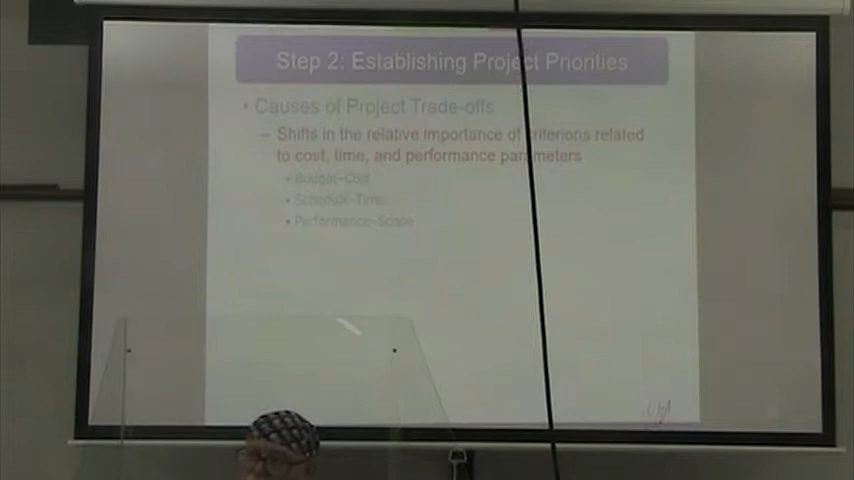 Step 2: Establishing Project Priorities
• Causes of Project Trade-offs
– Shifts in the relative importance of criterions related
to cost, time, and performance parameters
• Budget–Cost
• Schedule–Time
• Performance–Scope